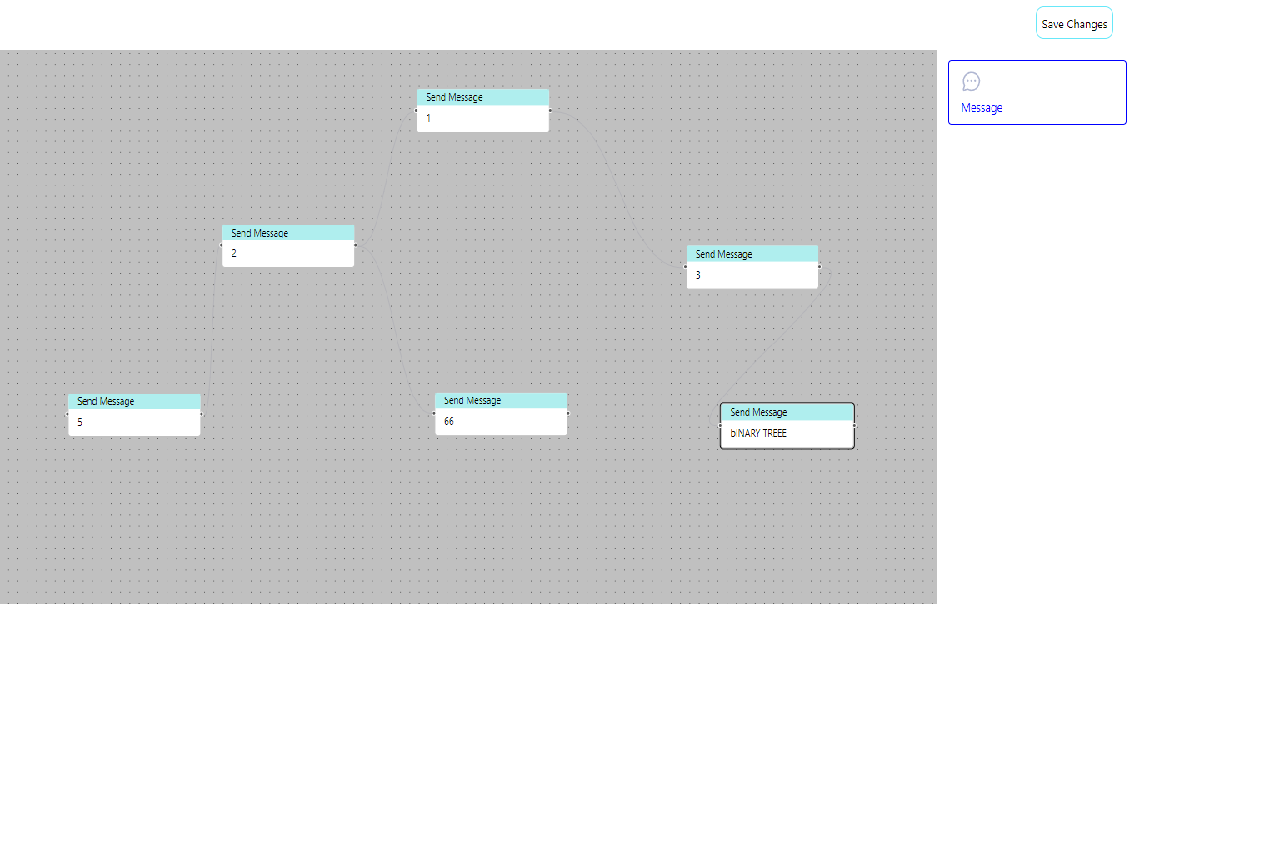 Save Changes
Message
Send Message
1
Send Message
2
Send Message
3
Send Message
5
Send Message
66
Send Message
bINARY TREEE